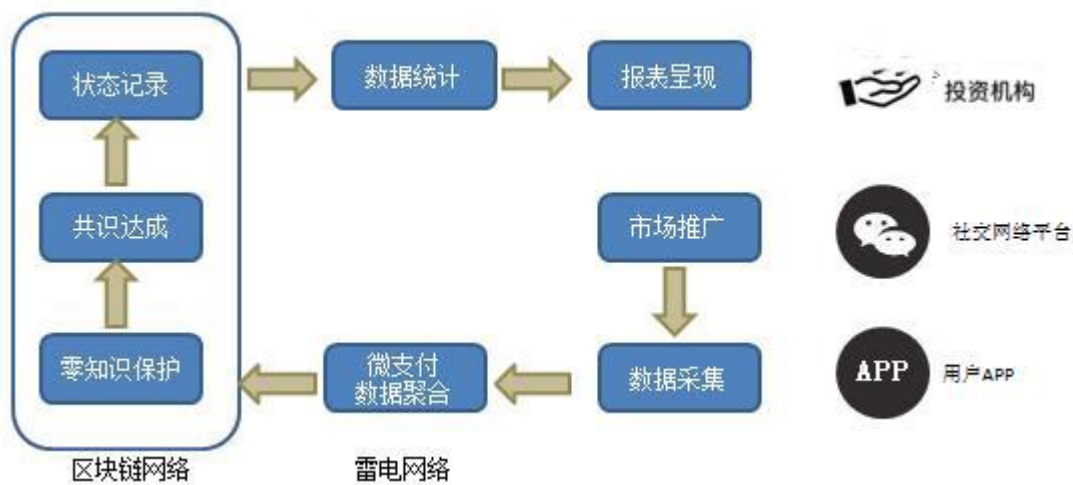 状态记录
数据统计
报表呈现
投资机构
共识达成
市场推广
社交网络平台
零知识保护
微支付
数据聚合
数据采集
APP
用户APP
区块链网络
雷电网络